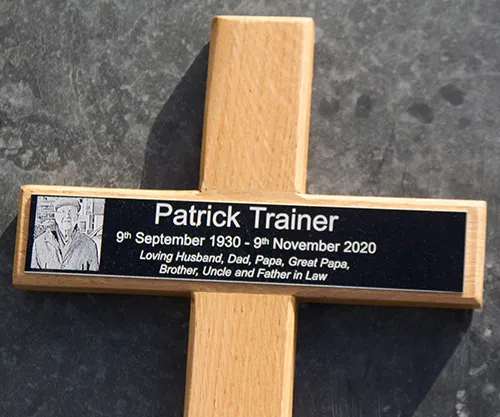 Patrick Trainer
9th September 1930 - 9th November 2020
Loving Husband, Dad, Papa, Great Papa,
Brother, Uncle and Father in Law